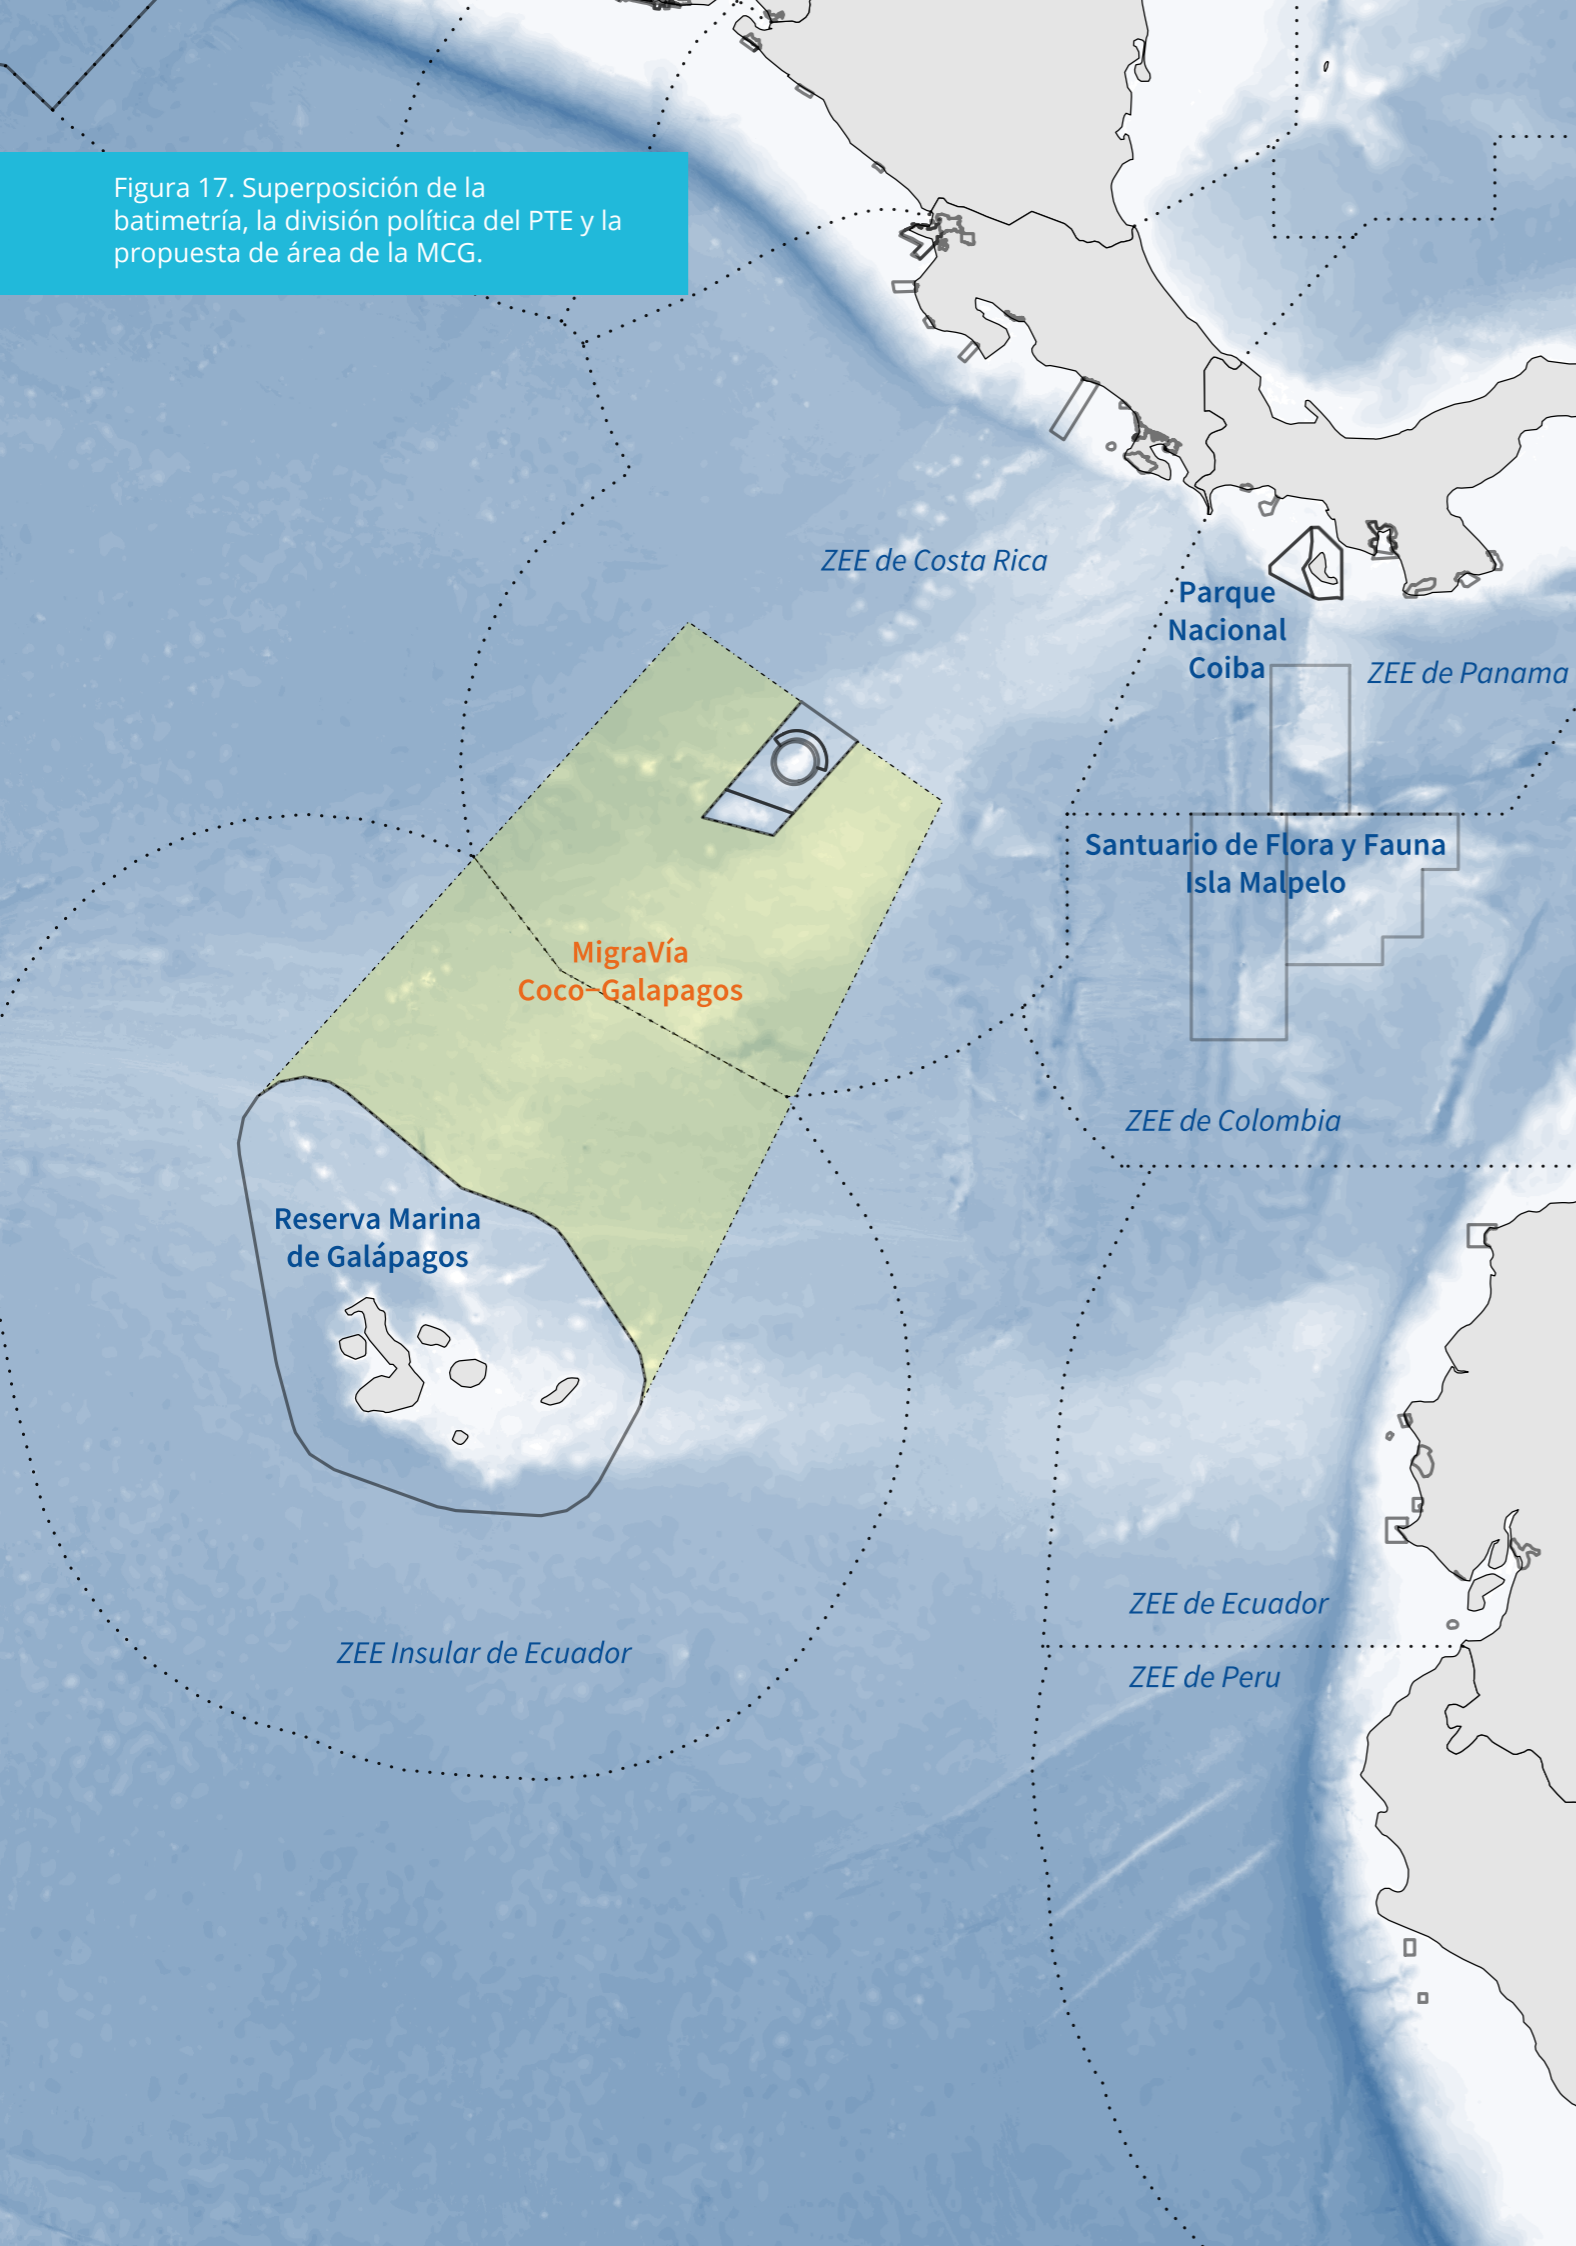 Figura 17. Superposición de la
batimetría, la división política del PTE y la
propuesta de área de la MCG.
ZEE de Costa Rica
Parque
Nacional
Coiba
ZEE de Panama
Santuario de Flora y Fauna
Isla Malpelo
MigraVía
Coco–Galapagos
ZEE de Colombia
Reserva Marina
de Galápagos
ZEE de Ecuador
ZEE Insular de Ecuador
ZEE de Peru